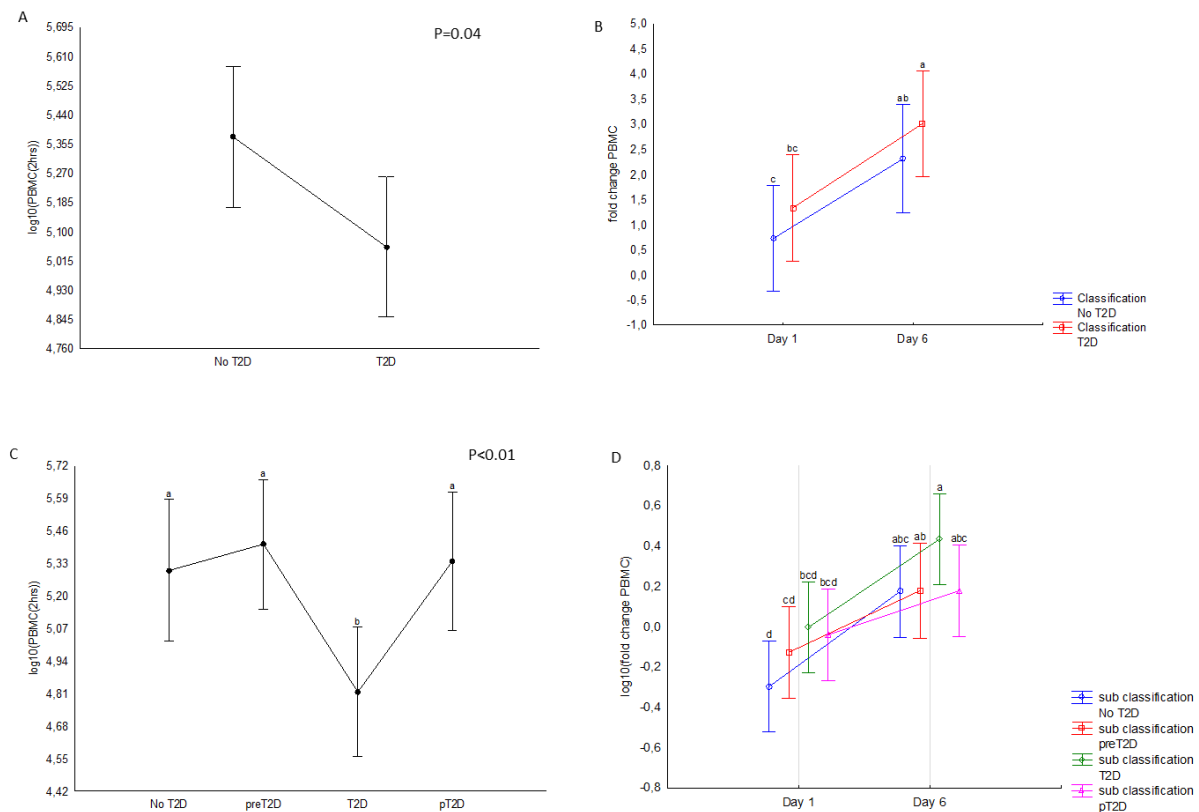 A
P=0.04
5,695
5,610
5,525
5,440
5,355
5,270
5,185
5,100
5,015
4,930
4,845
4,760
log10(PBMC(2hrs))
No T2D
T2D
B
5,0
4,5
4,0
3,5
3,0
2,5
2,0
1,5
1,0
0,5
0,0
-0,5
-1,0
fold change PBMC
c
bc
ab
a
Day 1
Day 6
Classification
No T2D
Classification
T2D
C
P<0.01
5,72
5,59
5,46
5,33
5,20
5,07
4,94
4,81
4,68
4,55
4,42
log10(PBMC(2hrs))
a
a
b
a
No T2D
preT2D
T2D
pT2D
D
0,8
0,6
0,4
0,2
0,0
-0,2
-0,4
-0,6
-0,8
log10(fold change PBMC)
d
cd
bcd
bcd
abc
ab
a
abc
Day 1
Day 6
sub classification
No T2D
sub classification
preT2D
sub classification
T2D
sub classification
pT2D